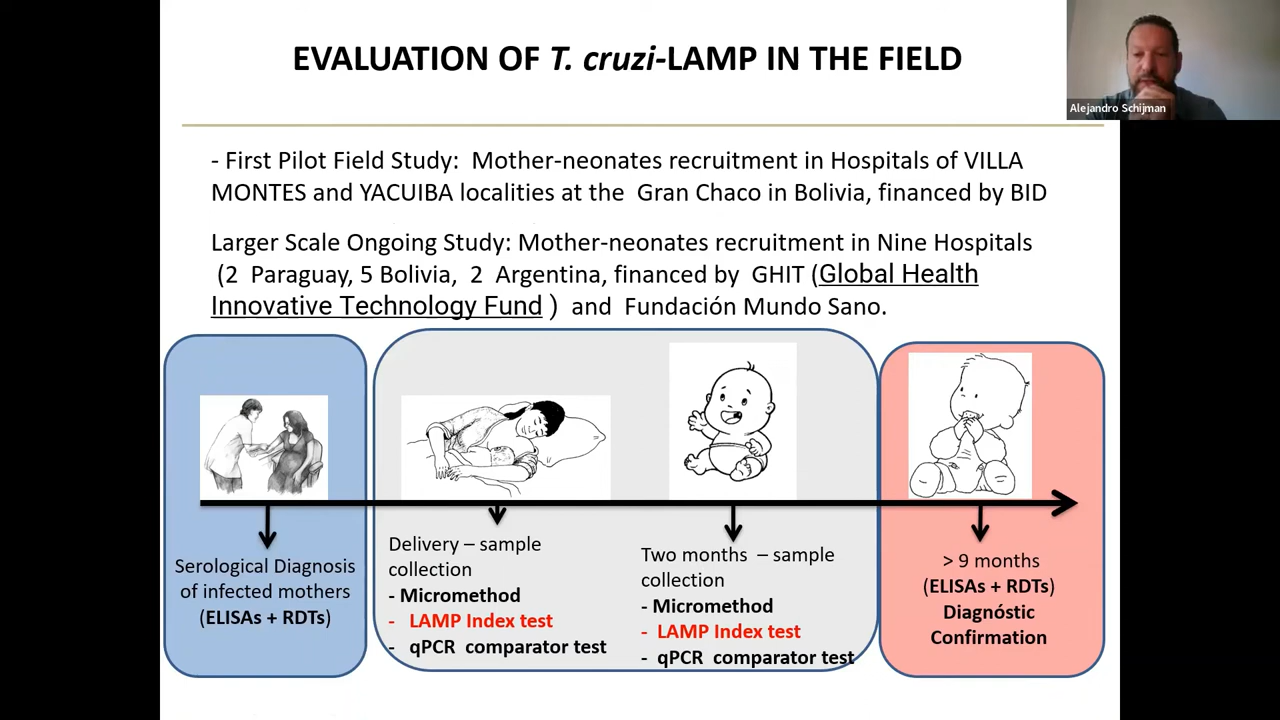 EVALUATION OF T. cruzi-LAMP IN THE FIELD
Alejandro Schijman
- First Pilot Field Study: Mother-neonates recruitment in Hospitals of VILLA
MONTES and YACUIBA localities at the Gran Chaco in Bolivia, financed by BID
Larger Scale Ongoing Study: Mother-neonates recruitment in Nine Hospitals
(2 Paraguay, 5 Bolivia, 2 Argentina, financed by GHIT (Global Health
Innovative Technology Fund ) and Fundación Mundo Sano.
Serological Diagnosis
of infected mothers
(ELISAs + RDTs)
Delivery – sample
collection
- Micromethod
- LAMP Index test
- qPCR comparator test
Two months – sample
collection
- Micromethod
- LAMP Index test
- qPCR comparator test
> 9 months
(ELISAs + RDTs)
Diagnóstic
Confirmation